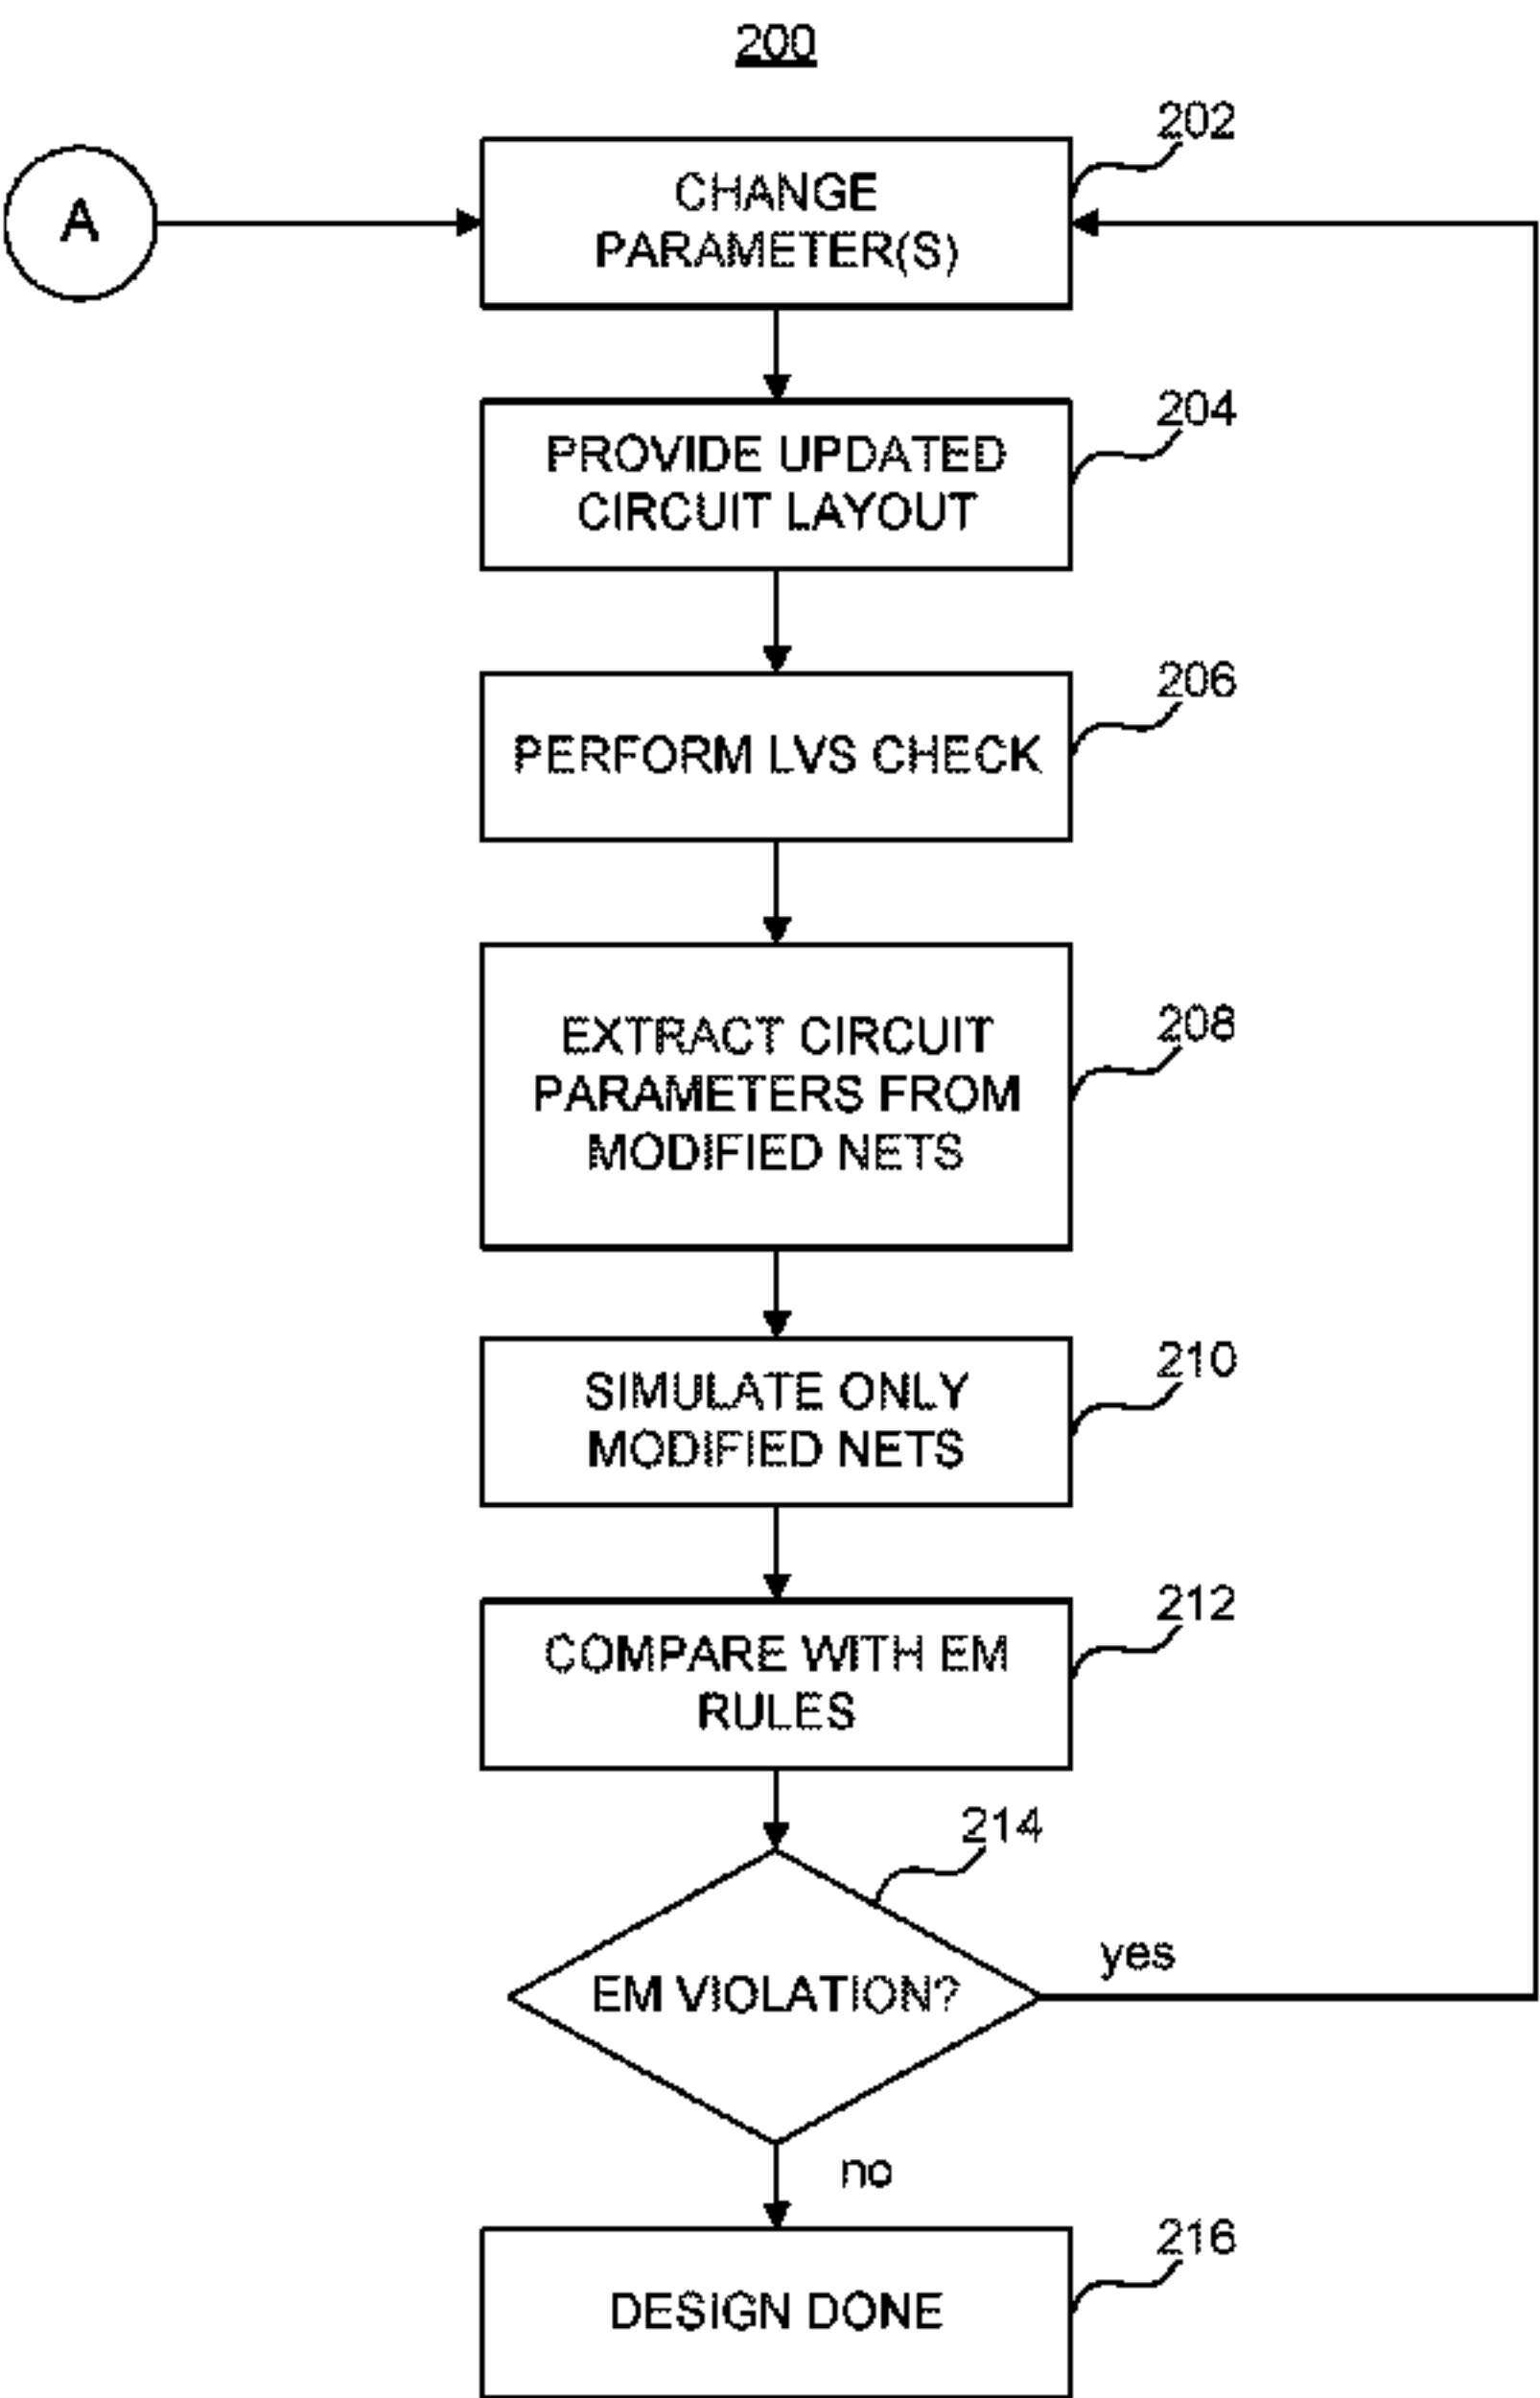 200
202
A
CHANGE
PARAMETER(S)
204
PROVIDE UPDATED
CIRCUIT LAYOUT
206
PERFORM LVS CHECK
208
EXTRACT CIRCUIT
PARAMETERS FROM
MODIFIED NETS
210
SIMULATE ONLY
MODIFIED NETS
212
COMPARE WITH EM
RULES
214
yes
EM VIOLATION?
no
216
DESIGN DONE